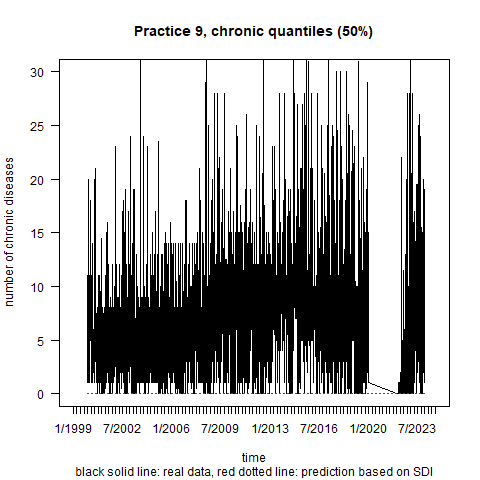 Practice 9, chronic quantiles (50%)
number of chronic diseases
30
25
20
15
10
5
0
1/1999 7/2002 1/2006 7/2009 1/2013 7/2016 1/2020 7/2023
time
black solid line: real data, red dotted line: prediction based on SDI